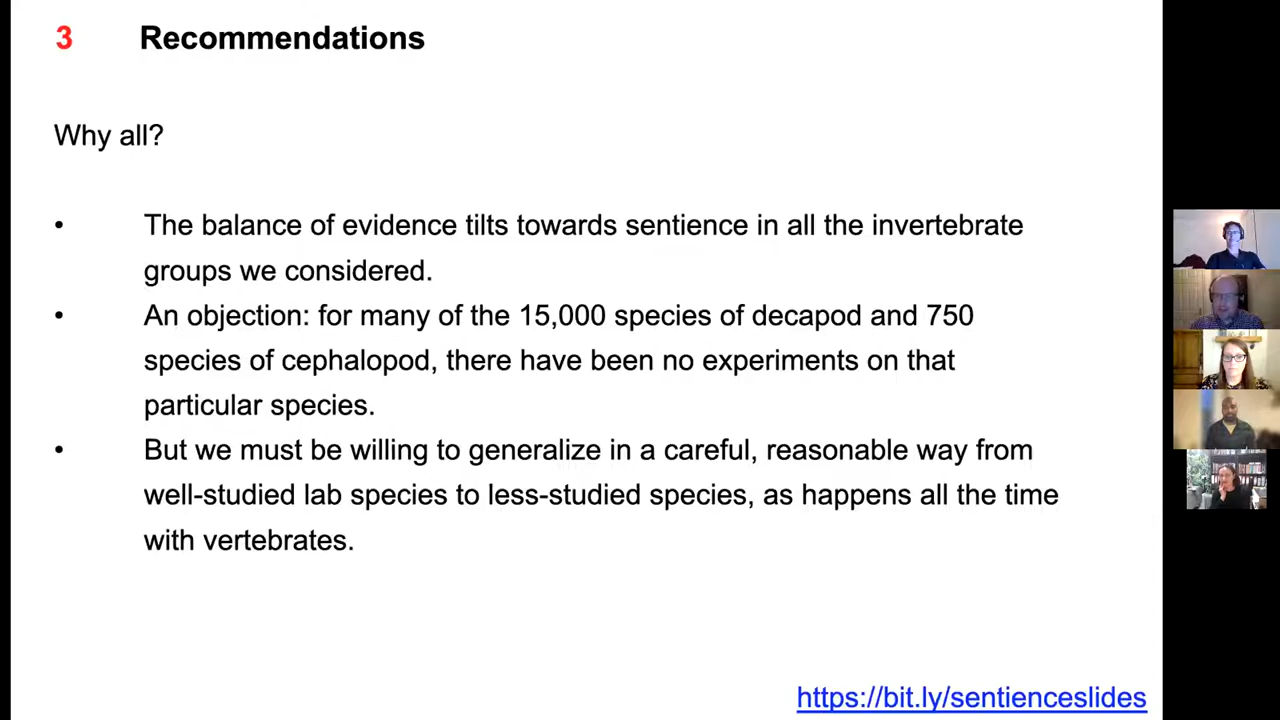 3 Recommendations
Why all?
• The balance of evidence tilts towards sentience in all the invertebrate
groups we considered.
• An objection: for many of the 15,000 species of decapod and 750
species of cephalopod, there have been no experiments on that
particular species.
• But we must be willing to generalize in a careful, reasonable way from
well-studied lab species to less-studied species, as happens all the time
with vertebrates.
https://bit.ly/sentienceslides